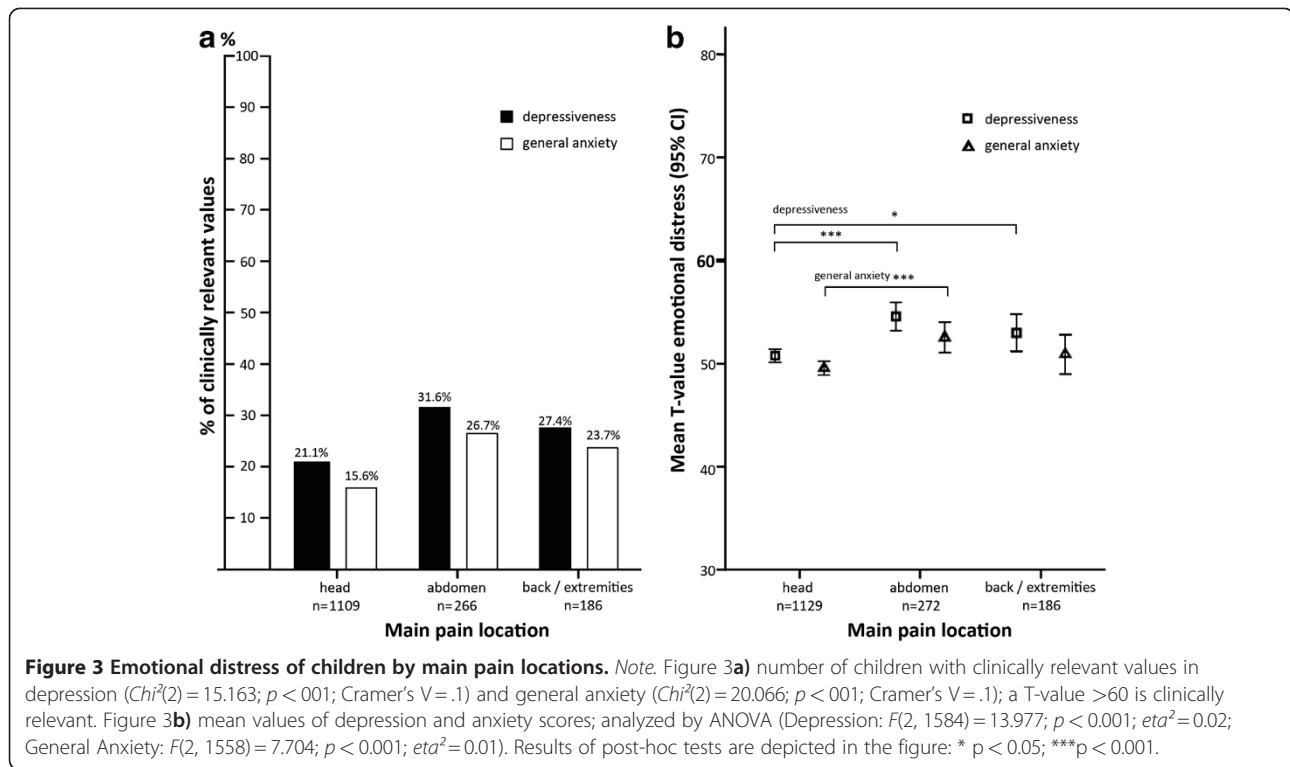 a %
100
90
80
70
60
50
40
30
20
10
% of clinically relevant values
depressiveness
general anxiety
21.1%
15.6%
31.6%
26.7%
27.4%
23.7%
head
n=1109
abdomen
n=266
back / extremities
n=186
Main pain location
b
80
70
60
50
40
30
Mean T-value emotional distress (95% CI)
depressiveness
general anxiety
depressiveness
*
***
general anxiety ***
head
n=1129
abdomen
n=272
back / extremities
n=186
Main pain location
Figure 3 Emotional distress of children by main pain locations. Note. Figure 3a) number of children with clinically relevant values in
depression (Chi²(2) = 15.163; p < 001; Cramer's V = .1) and general anxiety (Chi²(2) = 20.066; p < 001; Cramer's V = .1); a T-value >60 is clinically
relevant. Figure 3b) mean values of depression and anxiety scores; analyzed by ANOVA (Depression: F(2, 1584) = 13.977; p < 0.001; eta² = 0.02;
General Anxiety: F(2, 1558) = 7.704; p < 0.001; eta² = 0.01). Results of post-hoc tests are depicted in the figure: * p < 0.05; ***p < 0.001.